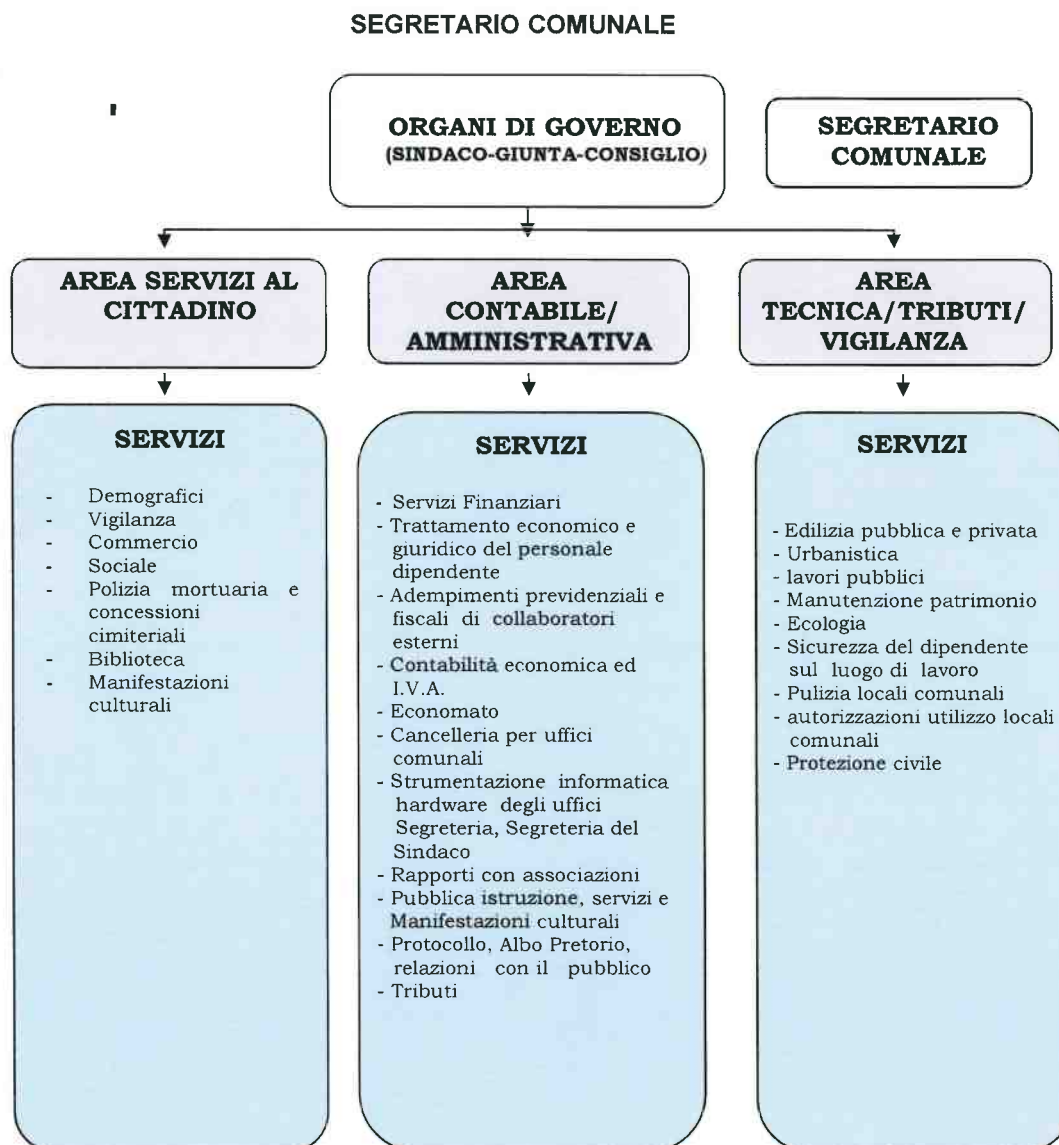 SEGRETARIO COMUNALE
ORGANI DI GOVERNO
(SINDACO-GIUNTA-CONSIGLIO)
SEGRETARIO
COMUNALE
AREA SERVIZI AL
CITTADINO
AREA
CONTABILE/
AMMINISTRATIVA
AREA
TECNICA/TRIBUTI/
VIGILANZA
SERVIZI
- Demografici
- Vigilanza
- Commercio
- Sociale
- Polizia mortuaria e
concessioni
cimiteriali
- Biblioteca
- Manifestazioni
culturali
SERVIZI
- Servizi Finanziari
- Trattamento economico e
giuridico del personale
dipendente
- Adempimenti previdenziali e
fiscali di collaboratori
esterni
- Contabilità economica ed
I.V.A.
- Economato
- Cancelleria per uffici
comunali
- Strumentazione informatica
hardware degli uffici
Segreteria, Segreteria del
Sindaco
- Rapporti con associazioni
- Pubblica istruzione, servizi e
Manifestazioni culturali
- Protocollo, Albo Pretorio,
relazioni con il pubblico
- Tributi
SERVIZI
- Edilizia pubblica e privata
- Urbanistica
- lavori pubblici
- Manutenzione patrimonio
- Ecologia
- Sicurezza del dipendente
sul luogo di lavoro
- Pulizia locali comunali
- autorizzazioni utilizzo locali
comunali
- Protezione civile